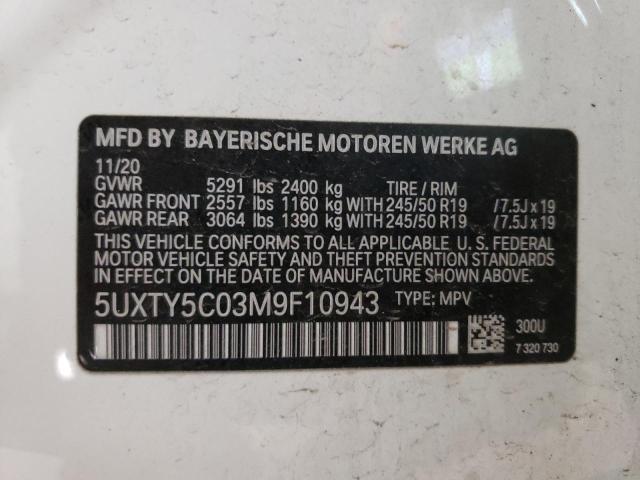 MFD BY BAYERISCHE MOTOREN WERKE AG
11/20
GVWR 5291 lbs 2400 kg TIRE / RIM
GAWR FRONT 2557 lbs 1160 kg WITH 245/50 R19 /7.5J x 19
GAWR REAR 3064 lbs 1390 kg WITH 245/50 R19 /7.5J x 19
THIS VEHICLE CONFORMS TO ALL APPLICABLE, U. S. FEDERAL
MOTOR VEHICLE SAFETY AND THEFT PREVENTION STANDARDS
IN EFFECT ON THE DATE OF MANUFACTURE SHOWN ABOVE.
5UXTY5C03M9F10943 TYPE: MPV
300U
7 320 730